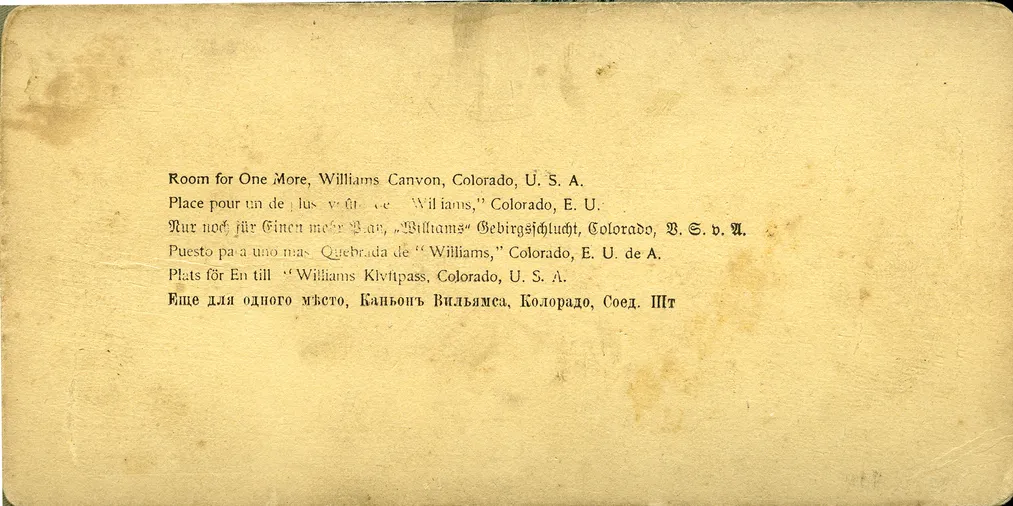 Room for One More, Williams Canyon, Colorado, U. S. A.
Place pour un de plus Colorado, E. U.
Nur noch für Einen mehr „Williams“ Gebirgsschlucht, Colorado, V. S. v. A.
Puesto para uno mas Quebrada de “Williams,” Colorado, E. U. de A.
Plats för En till “Williams Klyftpass, Colorado, U. S. A.
Еще для одного мѣсто, Каньонъ Вильямса, Колорадо, Соед. Шт